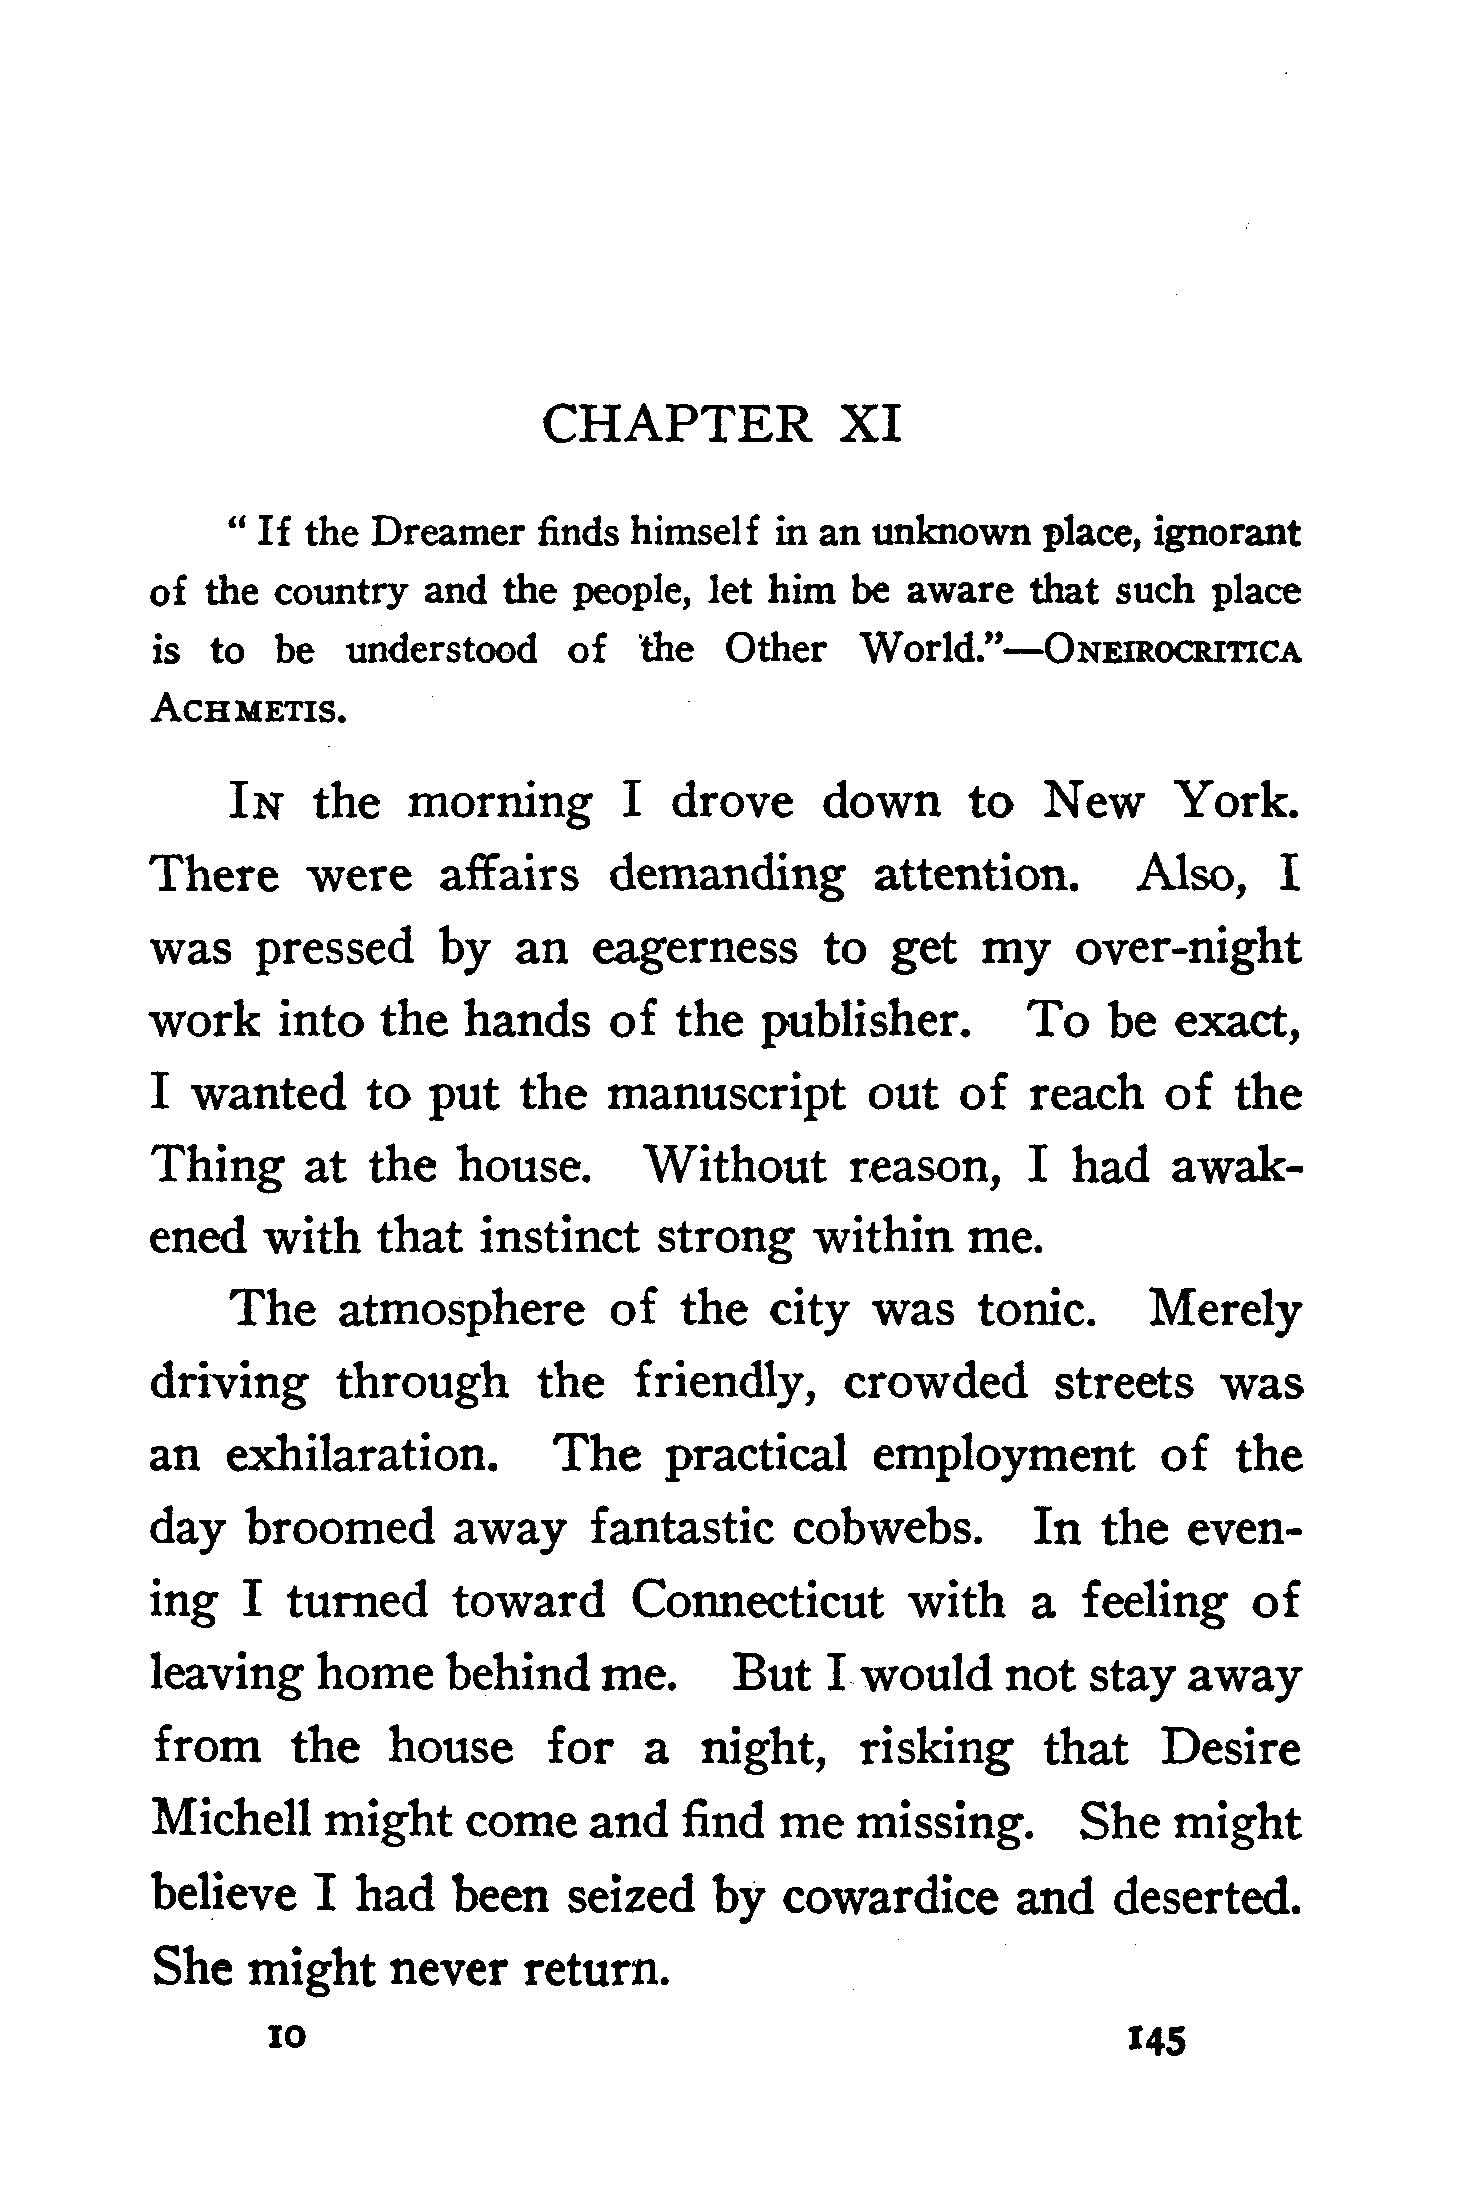 CHAPTER XI
“ If the Dreamer finds himself in an unknown place, ignorant
of the country and the people, let him be aware that such place
is to be understood of the Other World.”—ONEIROCRITICA
ACHMETIS.
IN the morning I drove down to New York.
There were affairs demanding attention. Also, I
was pressed by an eagerness to get my over-night
work into the hands of the publisher. To be exact,
I wanted to put the manuscript out of reach of the
Thing at the house. Without reason, I had awak-
ened with that instinct strong within me.
The atmosphere of the city was tonic. Merely
driving through the friendly, crowded streets was
an exhilaration. The practical employment of the
day broomed away fantastic cobwebs. In the even-
ing I turned toward Connecticut with a feeling of
leaving home behind me. But I would not stay away
from the house for a night, risking that Desire
Michell might come and find me missing. She might
believe I had been seized by cowardice and deserted.
She might never return.
10 145